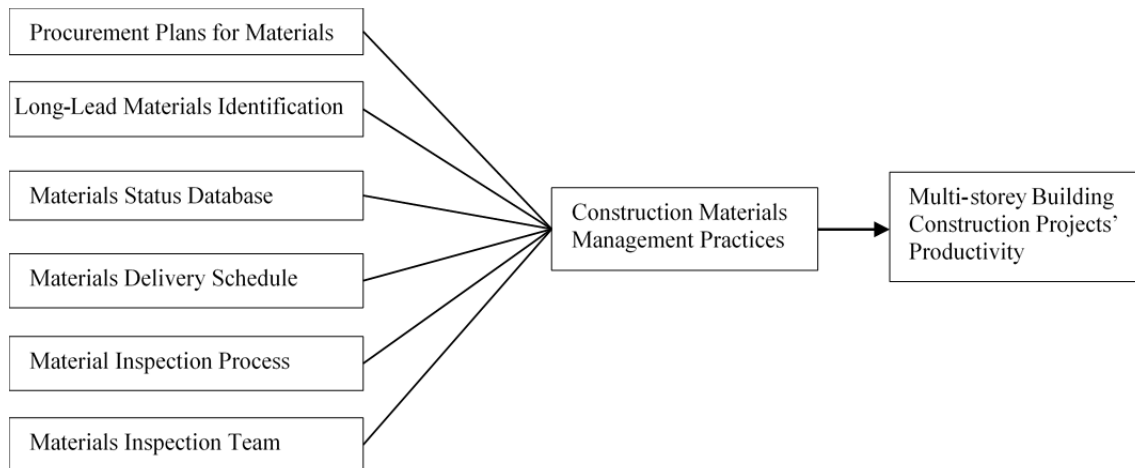 Procurement Plans for Materials
Long-Lead Materials Identification
Materials Status Database
Materials Delivery Schedule
Material Inspection Process
Materials Inspection Team
Construction Materials
Management Practices
Multi-storey Building
Construction Projects’
Productivity